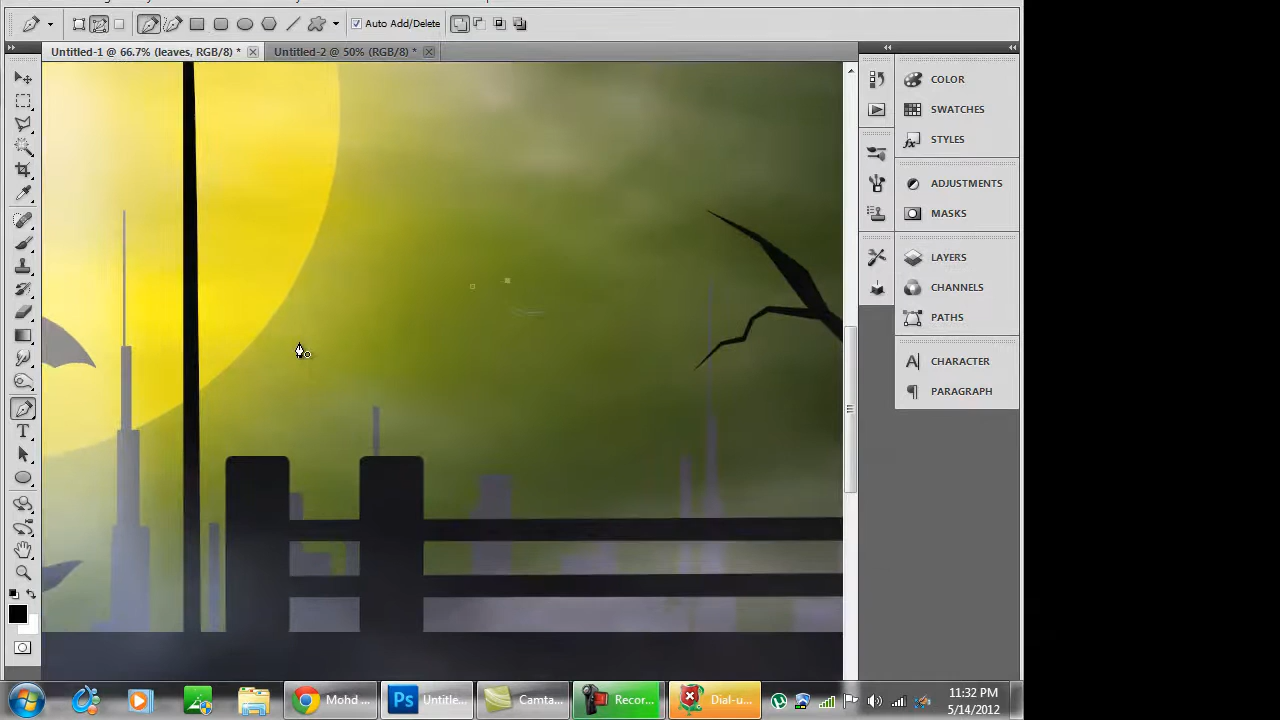 Auto Add/Delete
Untitled-1 @ 66.7% (leaves, RGB/8) *
Untitled-2 @ 50% (RGB/8) *
COLOR
SWATCHES
STYLES
ADJUSTMENTS
MASKS
LAYERS
CHANNELS
PATHS
CHARACTER
PARAGRAPH
Mohd ...
Untitle...
Camta...
Recor...
Dial-u...
11:32 PM
5/14/2012